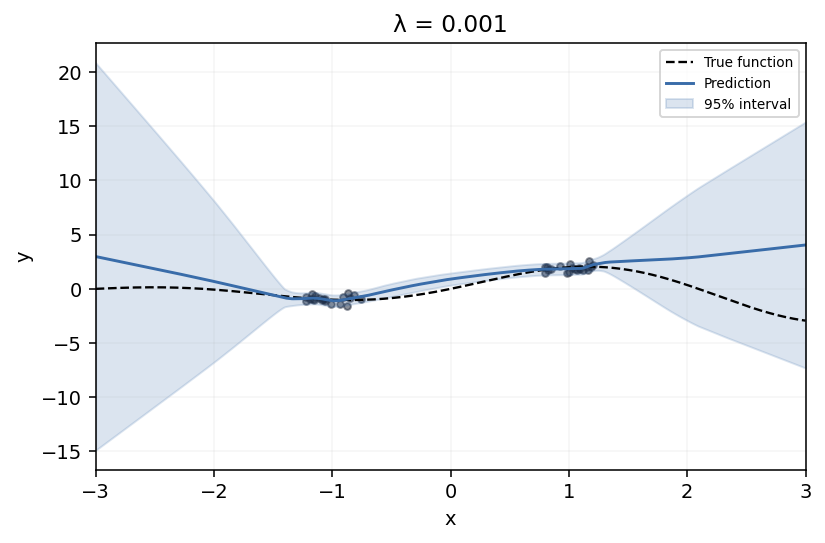 λ = 0.001
True function
Prediction
95% interval
20
15
10
5
0
−5
−10
−15
y
−3 −2 −1 0 1 2 3
x